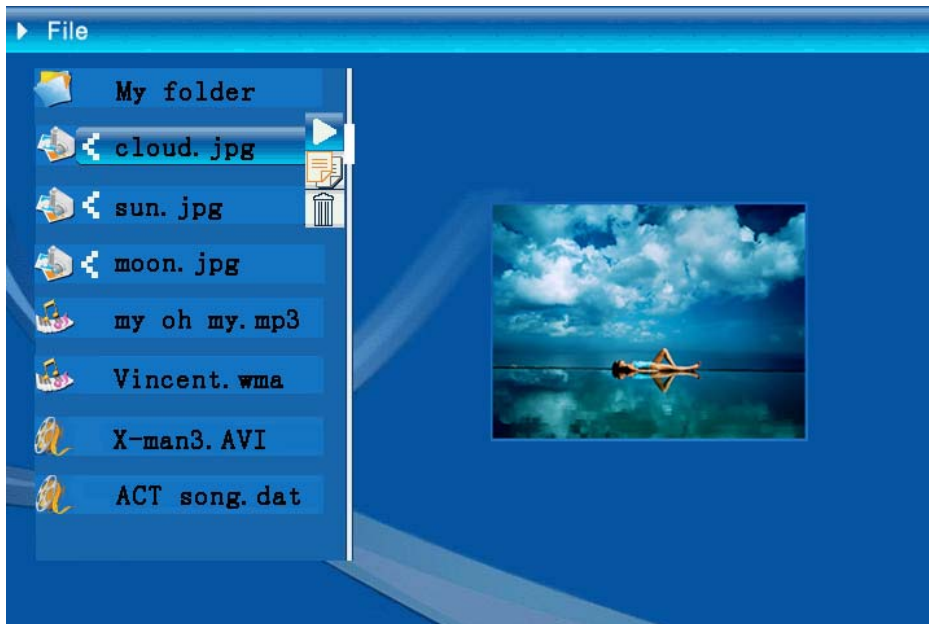 File
My folder
cloud.jpg
sun.jpg
moon.jpg
my oh my.mp3
Vincent.wma
X-man3.AVI
ACT song.dat